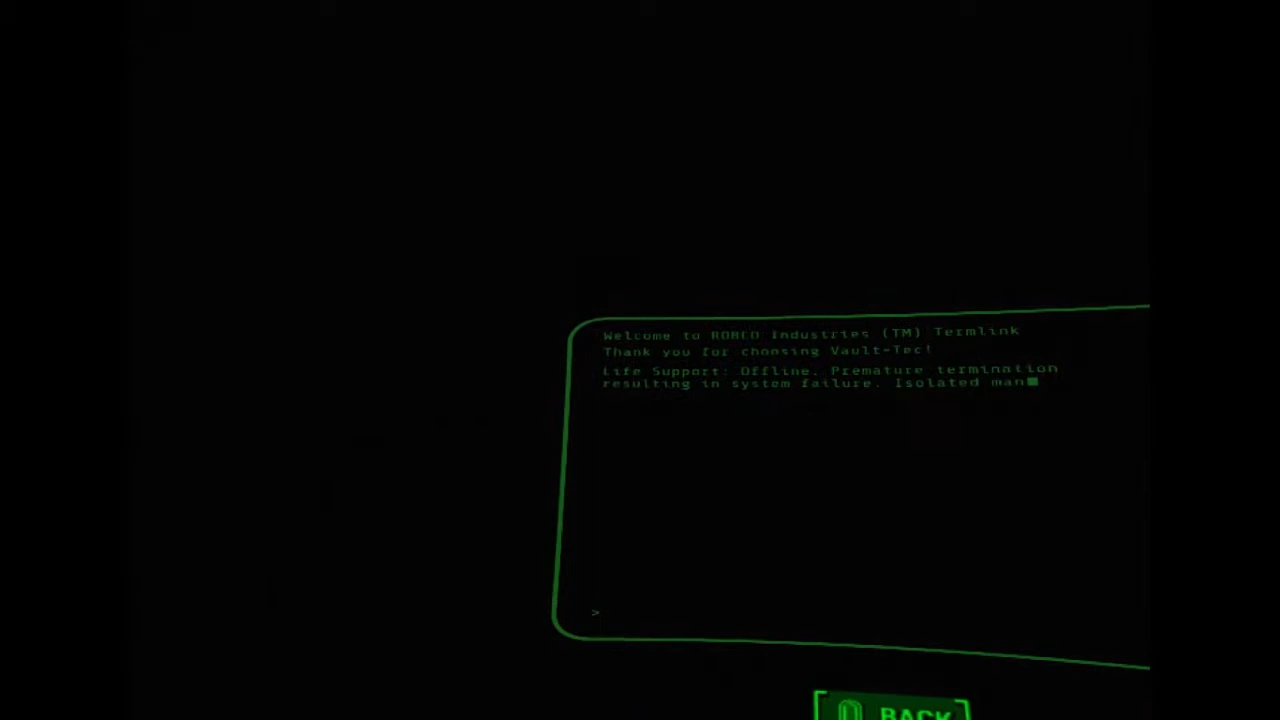 Welcome to ROBCO Industries (TM) Termlink
Thank you for choosing Vault-Tec!
Life Support: Offline. Premature termination
resulting in system failure. Isolated man
>
BACK